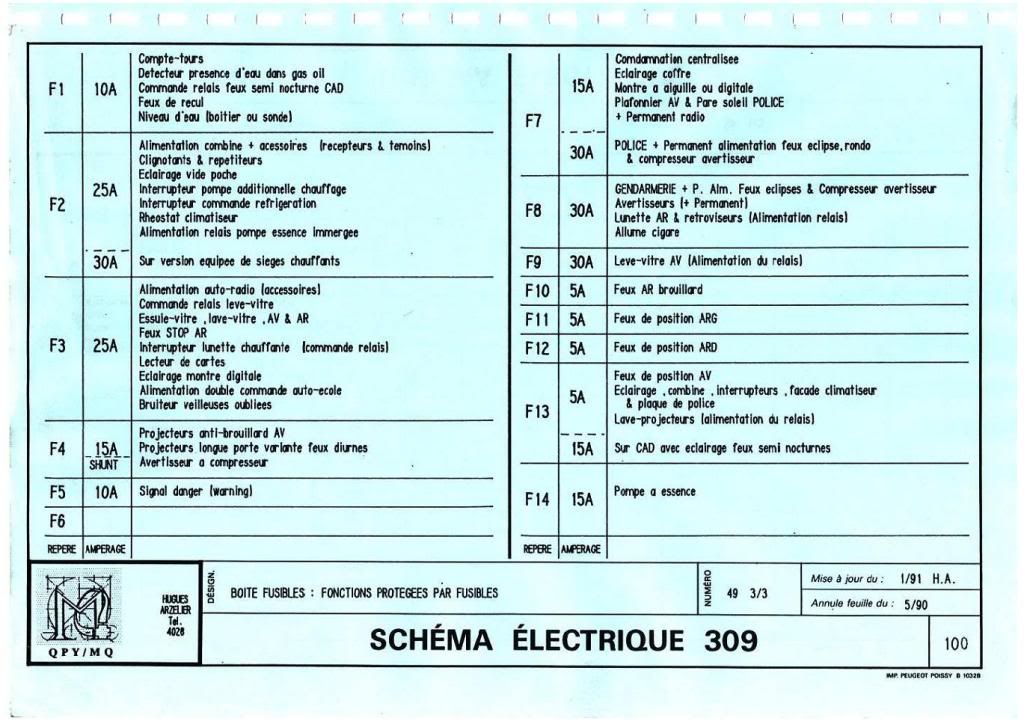 F1 10A
Compte-tours
Detecteur presence d'eau dans gas oil
Commande relais feux semi nocturne CAD
Feux de recul
Niveau d'eau (boitier ou sonde)
F2 25A
Alimentation combine + acessoires (recepteurs & temoins)
Clignotants & repetiteurs
Eclairage vide poche
Interrupteur pompe additionnelle chauffage
Interrupteur commande refrigeration
Rheostat climatiseur
Alimentation relais pompe essence immergee
30A Sur version equipee de sieges chauffants
F3 25A
Alimentation auto-radio (accessoires)
Commande relais leve-vitre
Essuie-vitre ,lave-vitre ,AV & AR
Feux STOP AR
Interrupteur lunette chauffante (commande relais)
Lecteur de cartes
Eclairage montre digitale
Alimentation double commande auto-ecole
Bruiteur veilleuses oubliees
F4 15A SHUNT
Projecteurs anti-brouillard AV
Projecteurs longue porte variante feux diurnes
Avertisseur a compresseur
F5 10A Signal danger (warning)
F6
REPERE AMPERAGE
F7 15A
Comdamnation centralisee
Eclairage coffre
Montre a aiguille ou digitale
Plafonnier AV & Pare soleil POLICE
+ Permanent radio
30A POLICE + Permanent alimentation feux eclipse,rondo
& compresseur avertisseur
F8 30A
GENDARMERIE + P. Alm. Feux eclipses & Compresseur avertisseur
Avertisseurs (+ Permanent)
Lunette AR & retroviseurs (Alimentation relais)
Allume cigare
F9 30A Leve-vitre AV (Alimentation du relais)
F10 5A Feux AR brouillard
F11 5A Feux de position ARG
F12 5A Feux de position ARD
F13 5A
Feux de position AV
Eclairage ,combine ,interrupteurs ,facade climatiseur
& plaque de police
Lave-projecteurs (alimentation du relais)
15A Sur CAD avec eclairage feux semi nocturnes
F14 15A Pompe a essence
REPERE AMPERAGE
QPY/MQ
HUGUES
ARZELIER
Tel.
4028
DÉSIGN.
BOITE FUSIBLES : FONCTIONS PROTEGEES PAR FUSIBLES
NUMÉRO
49 3/3
Mise à jour du : 1/91 H.A.
Annule feuille du : 5/90
SCHÉMA ÉLECTRIQUE 309
100
IMP. PEUGEOT POISSY B 10328